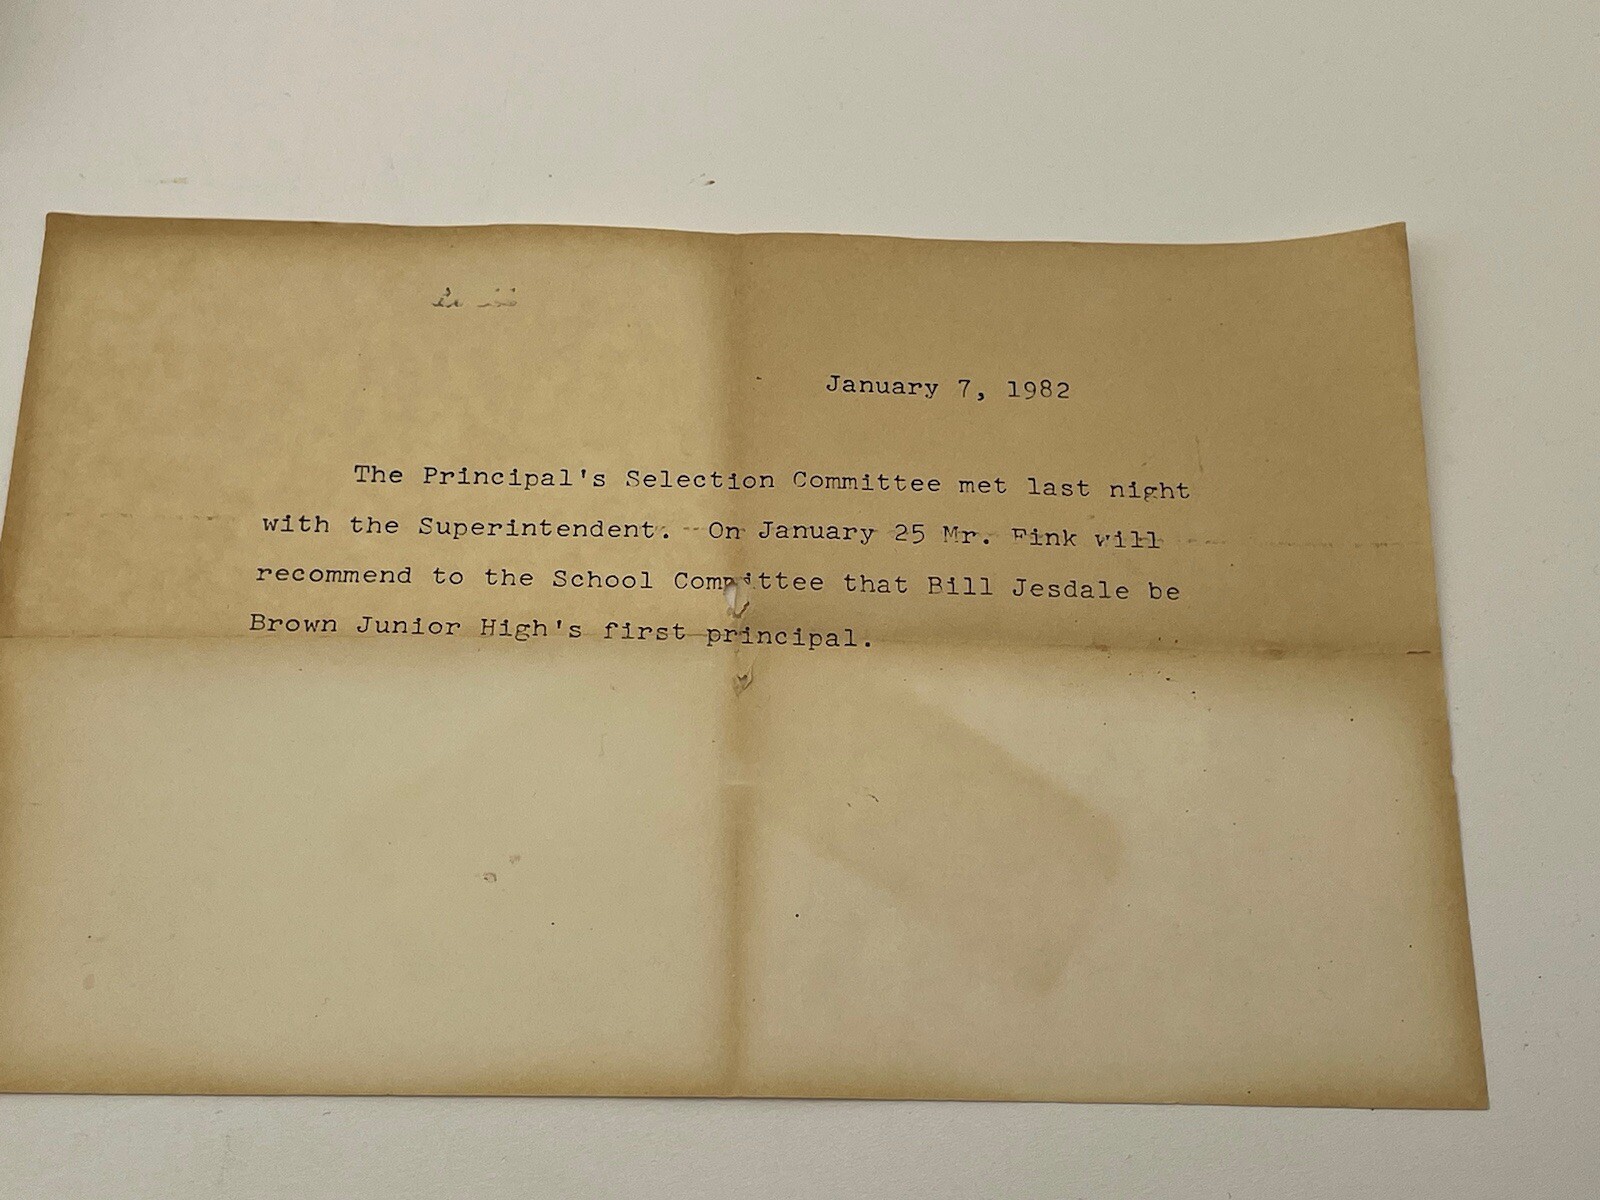 January 7, 1982
The Principal's Selection Committee met last night
with the Superintendent. On January 25 Mr. Fink will
recommend to the School Committee that Bill Jesdale be
Brown Junior High's first principal.